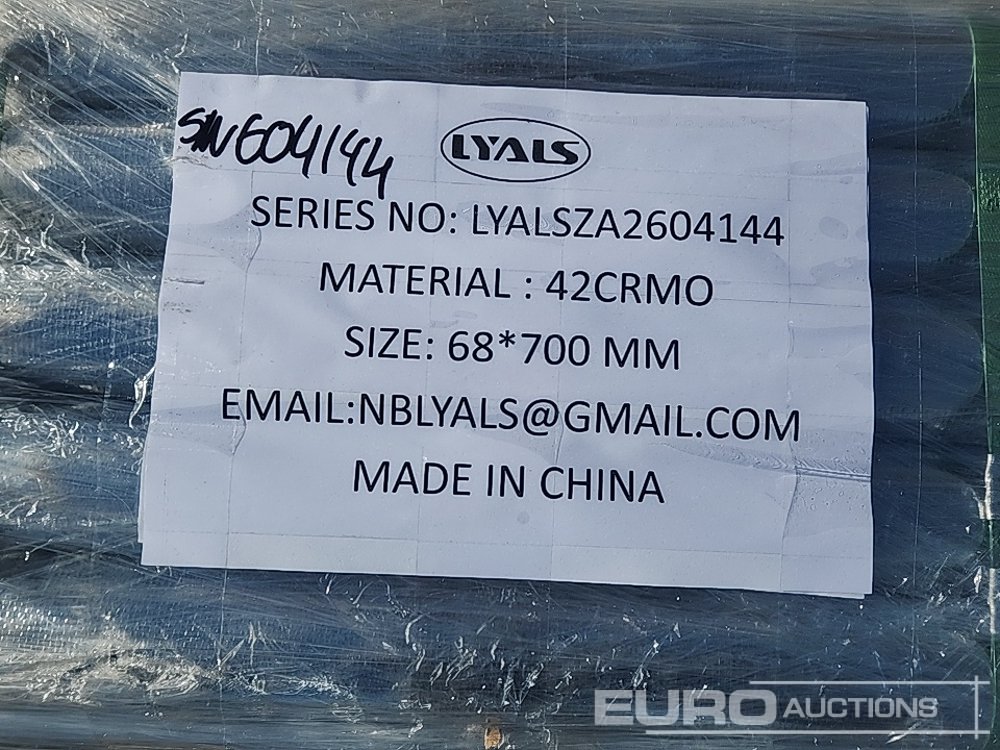 S/N 604144
LYALS
SERIES NO: LYALSZA2604144
MATERIAL : 42CRMO
SIZE: 68*700 MM
EMAIL:NBLYALS@GMAIL.COM
MADE IN CHINA
EURO AUCTIONS